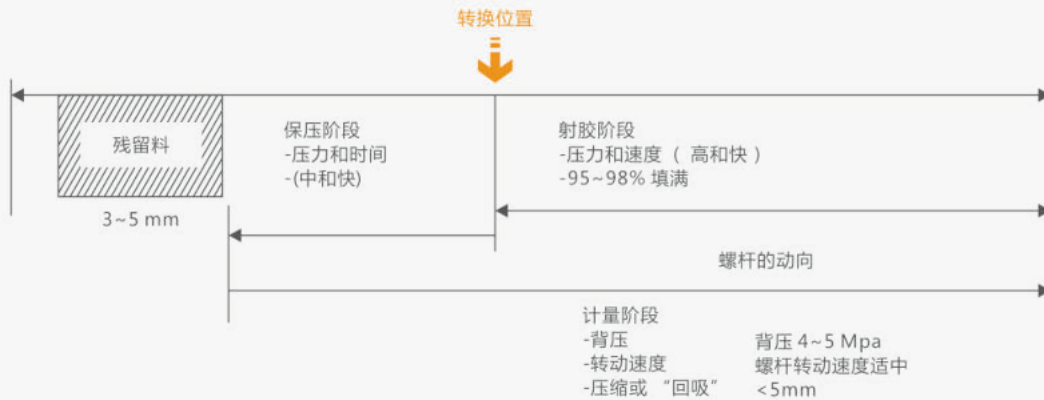 转换位置
残留料
3~5 mm
保压阶段
-压力和时间
-(中和快)
射胶阶段
-压力和速度（ 高和快 ）
-95~98% 填满
螺杆的动向
计量阶段
-背压
-转动速度
-压缩或 “回吸”
背压 4~5 Mpa
螺杆转动速度适中
<5mm